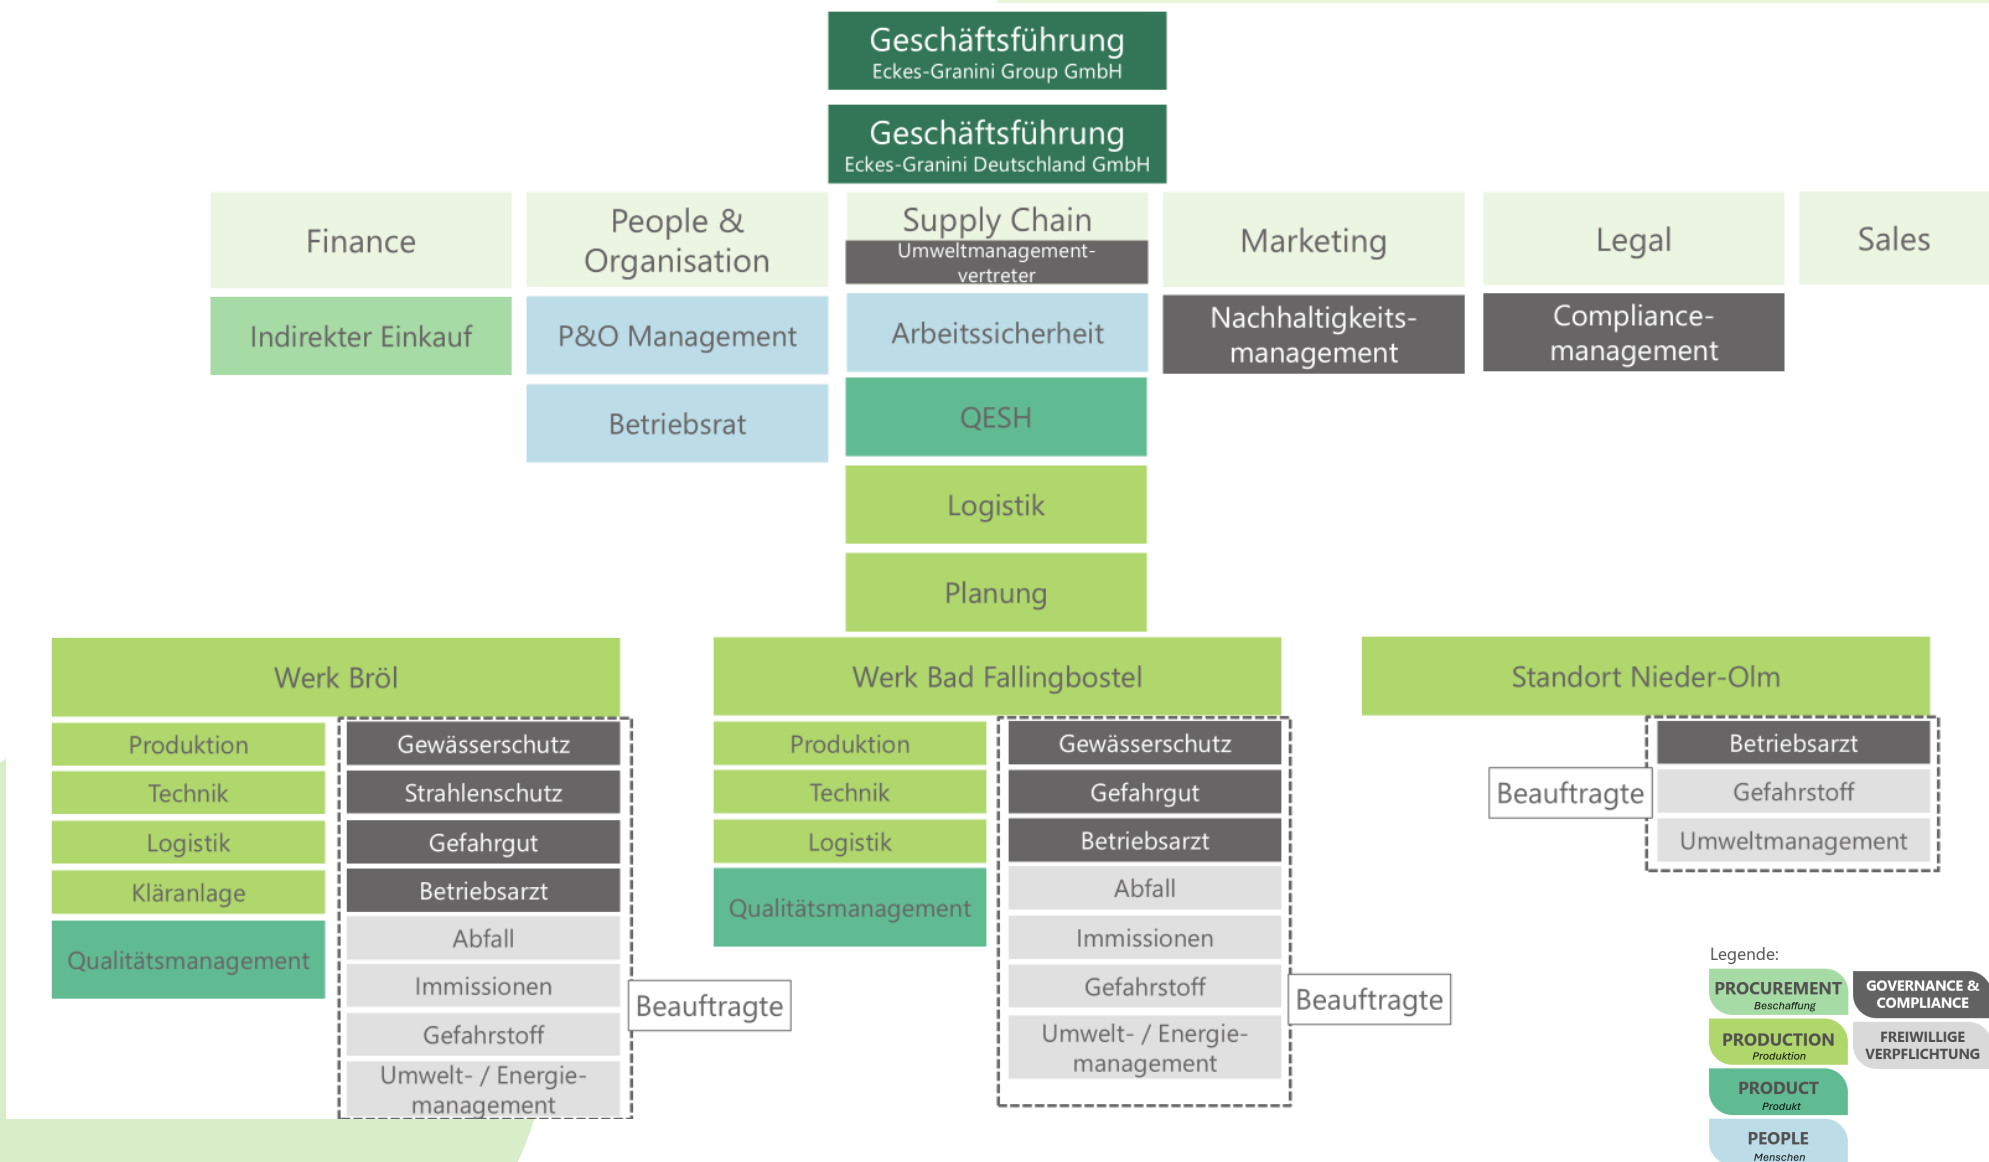 Geschäftsführung
Eckes-Granini Group GmbH
Geschäftsführung
Eckes-Granini Deutschland GmbH
Finance
People &
Organisation
Supply Chain
Umweltmanagement-
vertreter
Marketing
Legal
Sales
Indirekter Einkauf
P&O Management
Arbeitssicherheit
Nachhaltigkeits-
management
Compliance-
management
Betriebsrat
QESH
Logistik
Planung
Werk Bröl
Produktion
Technik
Logistik
Kläranlage
Qualitätsmanagement
Gewässerschutz
Strahlenschutz
Gefahrgut
Betriebsarzt
Abfall
Immissionen
Gefahrstoff
Umwelt- / Energie-
management
Beauftragte
Werk Bad Fallingbostel
Produktion
Technik
Logistik
Qualitätsmanagement
Gewässerschutz
Gefahrgut
Betriebsarzt
Abfall
Immissionen
Gefahrstoff
Umwelt- / Energie-
management
Beauftragte
Standort Nieder-Olm
Beauftragte
Betriebsarzt
Gefahrstoff
Umweltmanagement
Legende:
PROCUREMENT
Beschaffung
PRODUCTION
Produktion
PRODUCT
Produkt
PEOPLE
Menschen
GOVERNANCE &
COMPLIANCE
FREIWILLIGE
VERPFLICHTUNG